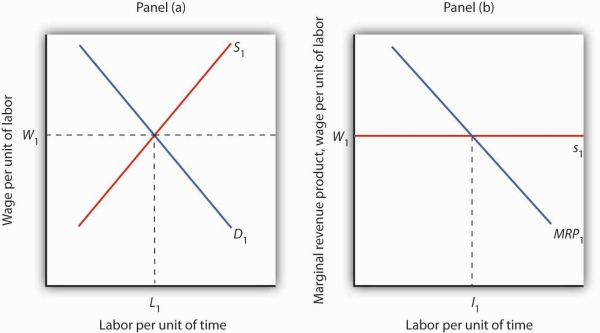 Panel (a)
Wage per unit of labor
S1
W1
D1
L1
Labor per unit of time
Panel (b)
Marginal revenue product, wage per unit of labor
W1
s1
MRP1
l1
Labor per unit of time